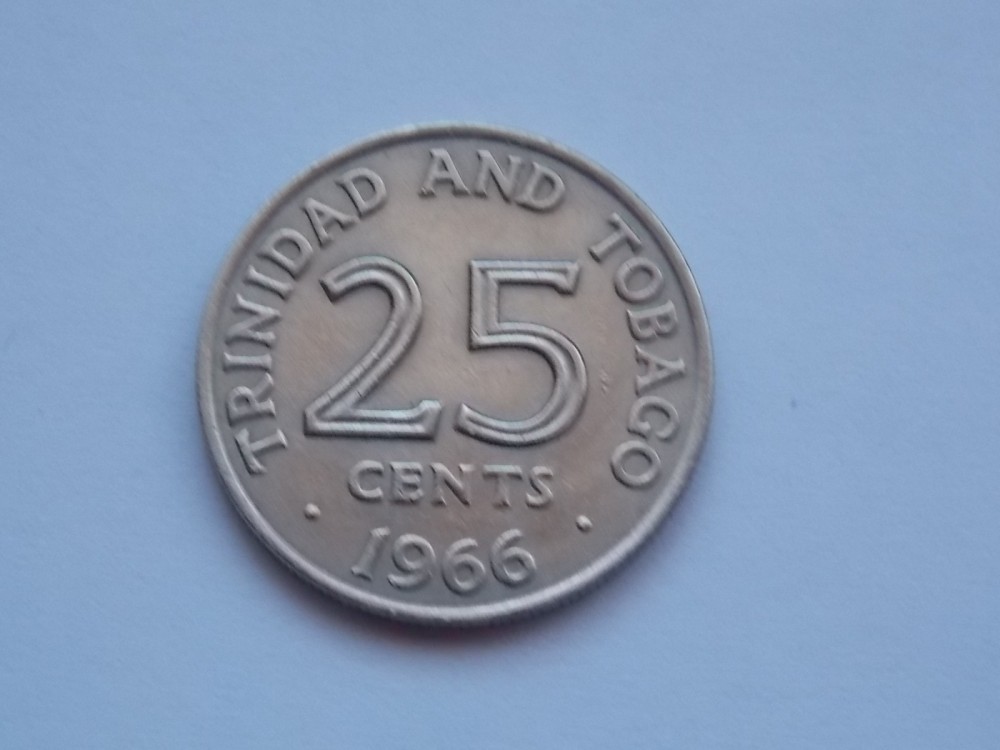 TRINIDAD AND TOBAGO
25
CENTS
· 1966 ·